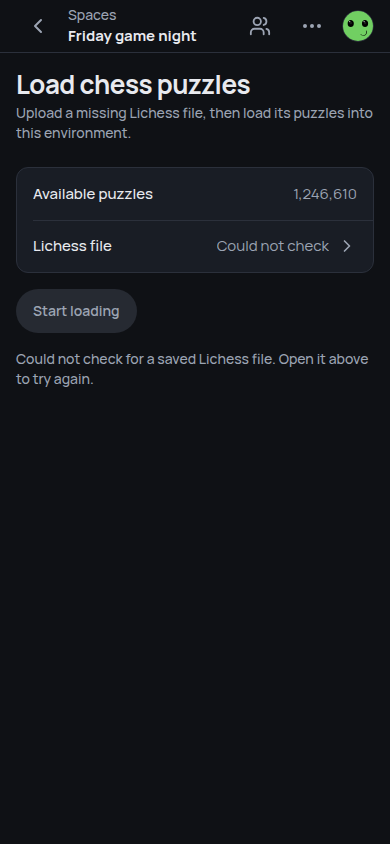 Spaces
Friday game night
Load chess puzzles
Upload a missing Lichess file, then load its puzzles into
this environment.
Available puzzles 1,246,610
Lichess file Could not check
Start loading
Could not check for a saved Lichess file. Open it above
to try again.